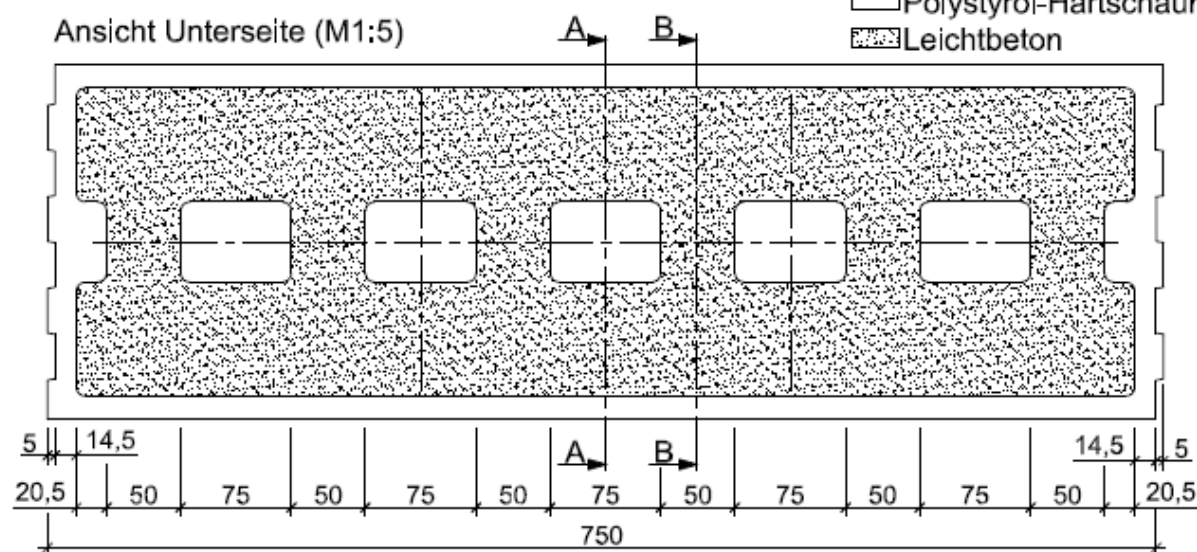 Polystyrol-Hartschaum
Ansicht Unterseite (M1:5)
A B
Leichtbeton
5 14,5 A B 14,5 5
20,5 50 75 50 75 50 75 50 75 50 75 50 20,5
750